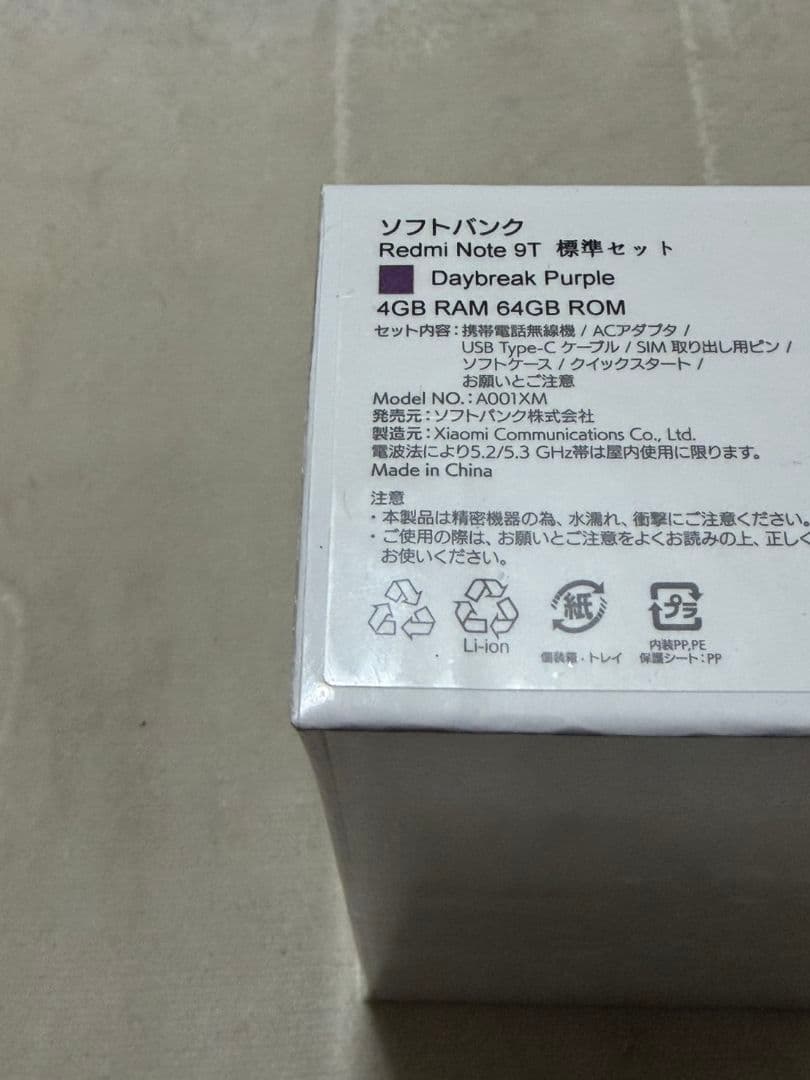 ソフトバンク
Redmi Note 9T 標準セット
Daybreak Purple
4GB RAM 64GB ROM
セット内容：携帯電話無線機 / ACアダプタ /
USB Type-C ケーブル / SIM 取り出し用ピン /
ソフトケース / クイックスタート /
お願いとご注意
Model NO.：A001XM
発売元：ソフトバンク株式会社
製造元：Xiaomi Communications Co., Ltd.
電波法により5.2/5.3 GHz帯は屋内使用に限ります。
Made in China
注意
・本製品は精密機器の為、水濡れ、衝撃にご注意ください。
・ご使用の際は、お願いとご注意をよくお読みの上、正しく
お使いください。
Li-ion
紙
個装箱・トレイ
プラ
内装PP,PE
保護シート：PP